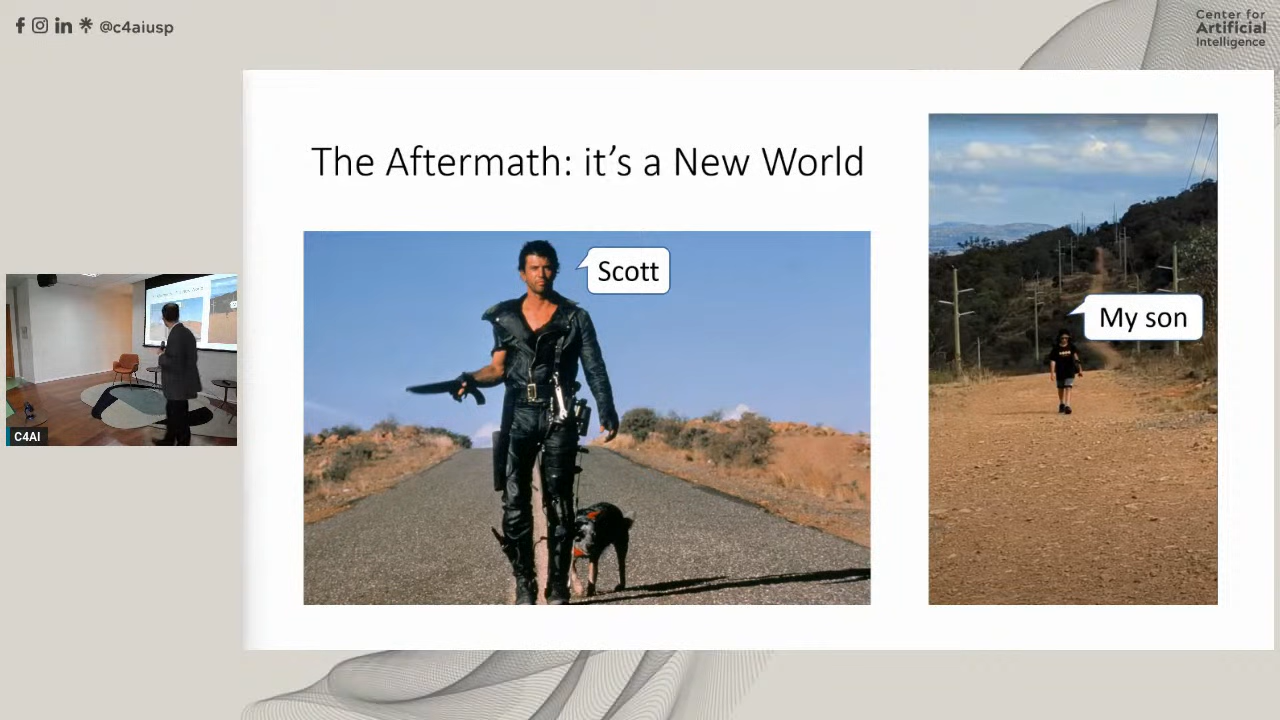 @c4aiusp
Center for
Artificial
Intelligence
The Aftermath: it's a New World
Scott
My son
C4AI